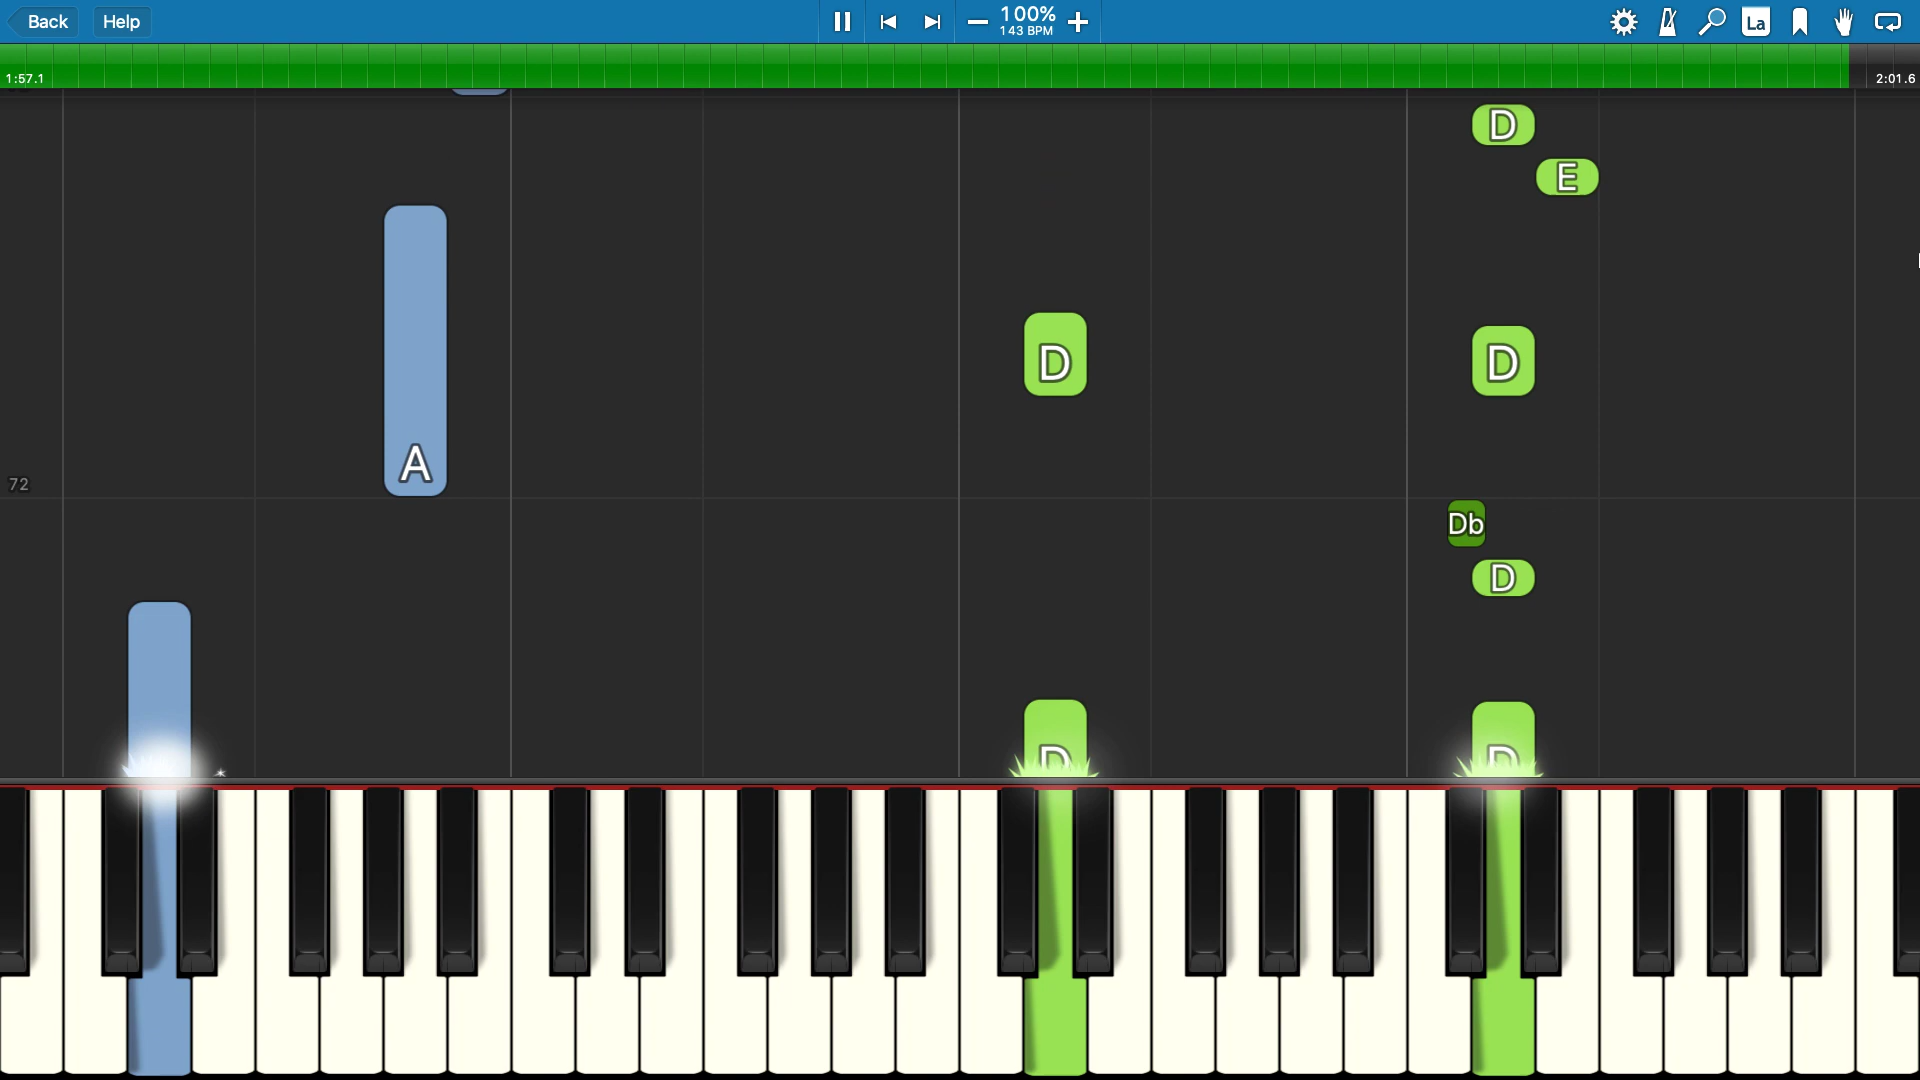 Back Help 100% La
143 BPM
1:57.1 2:01.6
D
E
D D
A
72
Db
D
D D